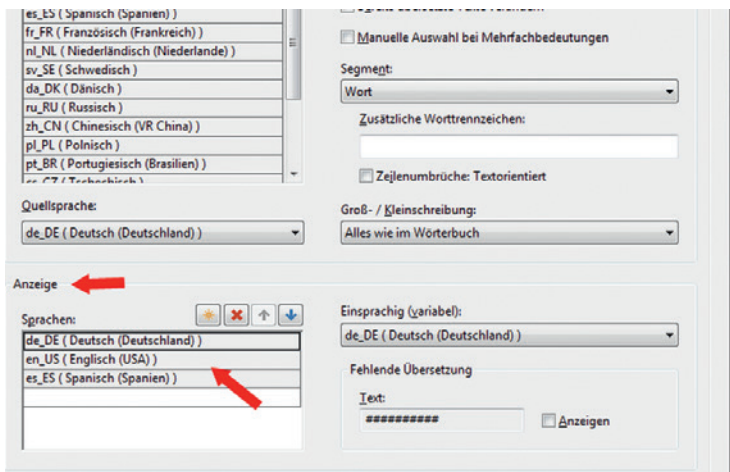 es_ES ( Spanisch (Spanien) )
fr_FR ( Französisch (Frankreich) )
nl_NL ( Niederländisch (Niederlande) )
sv_SE ( Schwedisch )
da_DK ( Dänisch )
ru_RU ( Russisch )
zh_CN ( Chinesisch (VR China) )
pl_PL ( Polnisch )
pt_BR ( Portugiesisch (Brasilien) )
Quellsprache:
de_DE ( Deutsch (Deutschland) )
Manuelle Auswahl bei Mehrfachbedeutungen
Segment:
Wort
Zusätzliche Worttrennzeichen:
Zeilenumbrüche: Textorientiert
Groß- / Kleinschreibung:
Alles wie im Wörterbuch
Anzeige
Sprachen:
de_DE ( Deutsch (Deutschland) )
en_US ( Englisch (USA) )
es_ES ( Spanisch (Spanien) )
Einsprachig (variabel):
de_DE ( Deutsch (Deutschland) )
Fehlende Übersetzung
Text:
##########
Anzeigen